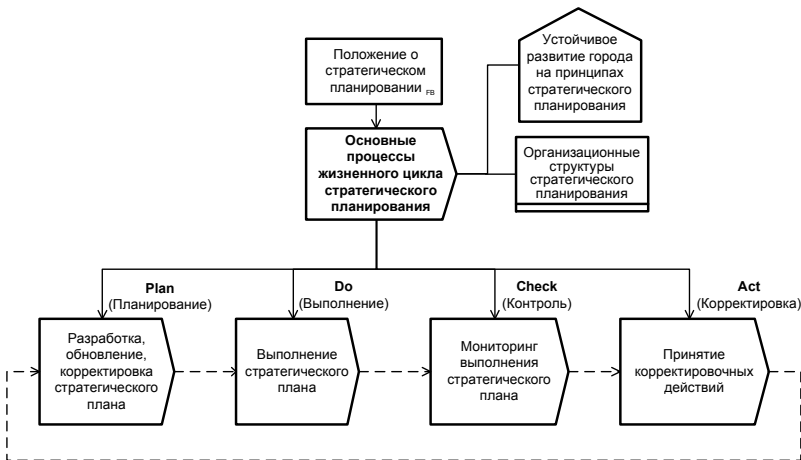 Положение о
стратегическом
планировании FB
Устойчивое
развитие города
на принципах
стратегического
планирования
Основные
процессы
жизненного цикла
стратегического
планирования
Организационные
структуры
стратегического
планирования
Plan
(Планирование)
Do
(Выполнение)
Check
(Контроль)
Act
(Корректировка)
Разработка,
обновление,
корректировка
стратегического
плана
Выполнение
стратегического
плана
Мониторинг
выполнения
стратегического
плана
Принятие
корректировочных
действий